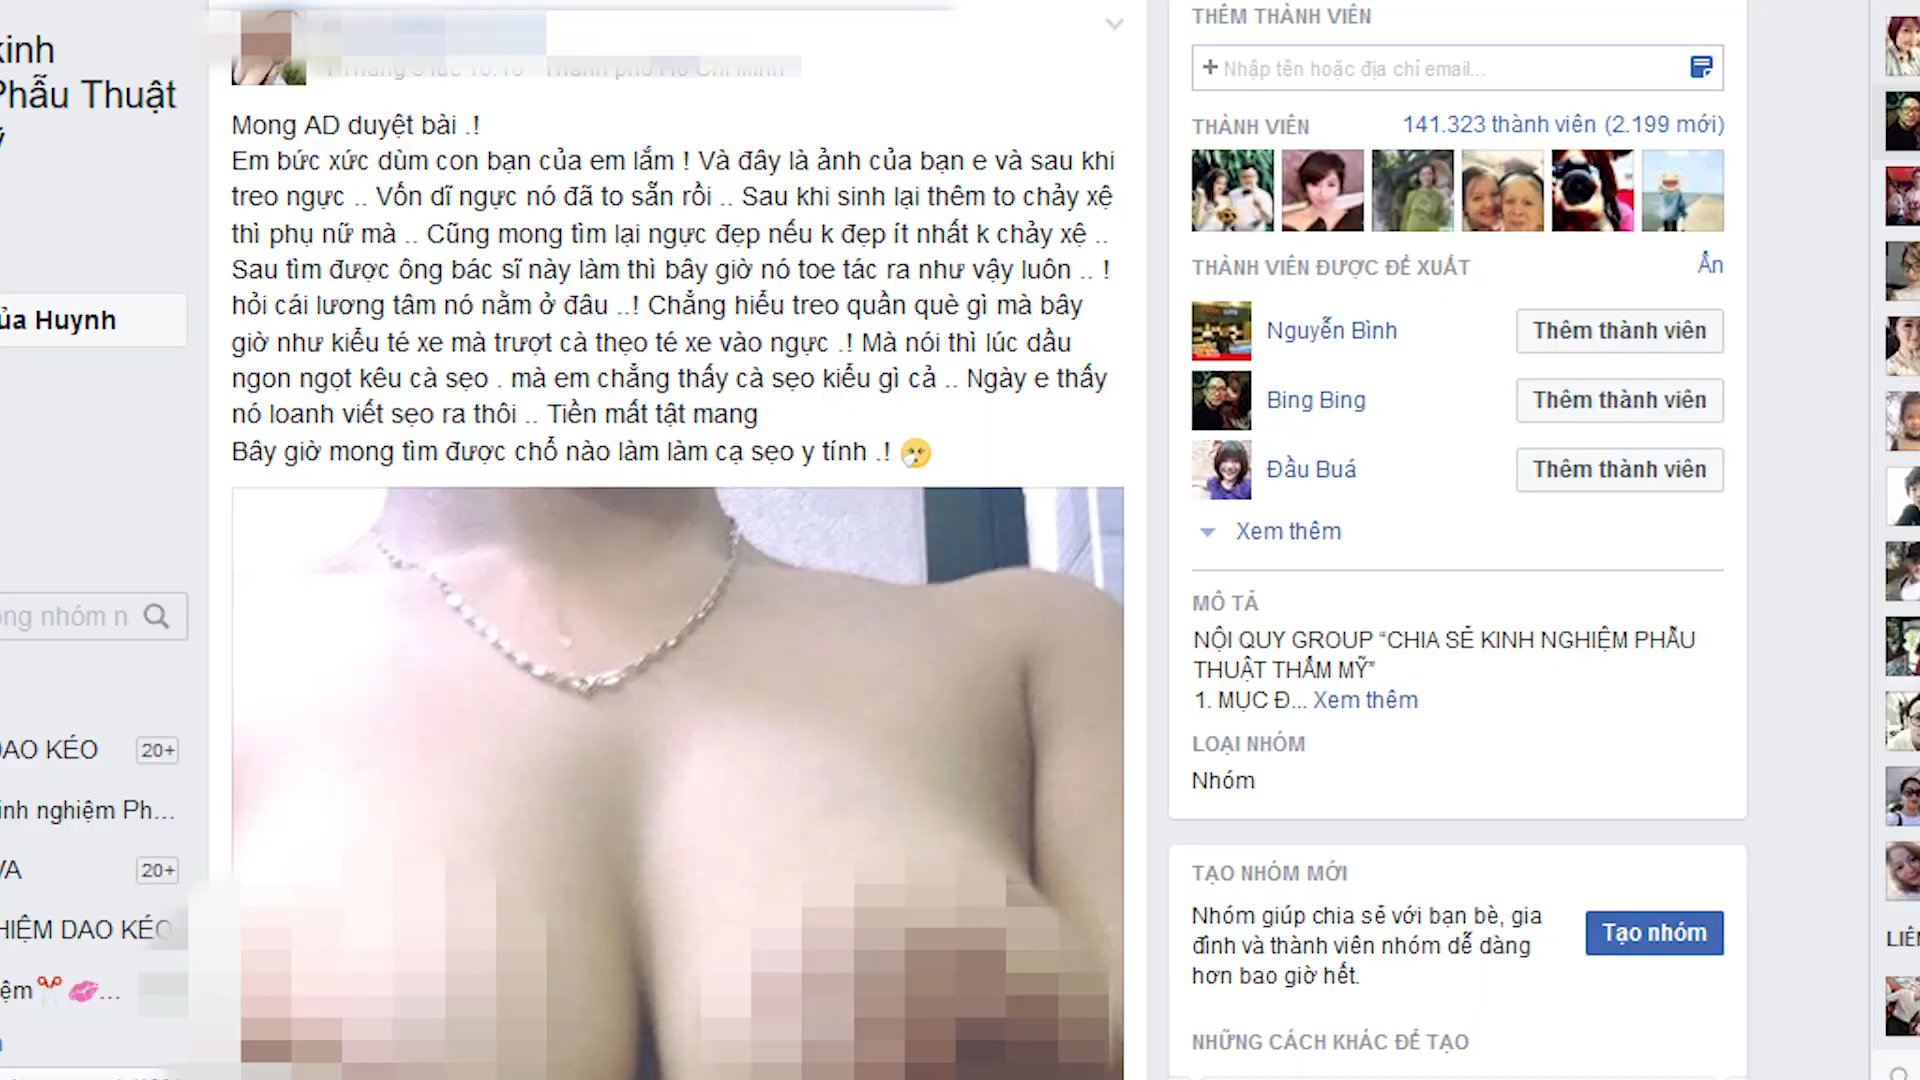 kinh
Phẫu Thuật
ủa Huynh
ong nhóm n
DAO KÉO
20+
inh nghiệm Ph...
VA
20+
HIỆM DAO KÉO
ệm ...
Mong AD duyệt bài .!
Em bức xức dùm con bạn của em lắm ! Và đây là ảnh của bạn e và sau khi
treo ngực .. Vốn dĩ ngực nó đã to sẵn rồi .. Sau khi sinh lại thêm to chảy xệ
thì phụ nữ mà .. Cũng mong tìm lại ngực đẹp nếu k đẹp ít nhất k chảy xệ ..
Sau tìm được ông bác sĩ này làm thì bây giờ nó toe tác ra như vậy luôn .. !
hỏi cái lương tâm nó nằm ở đâu ..! Chẳng hiểu treo quần què gì mà bây
giờ như kiểu té xe mà trượt cà thẹo té xe vào ngực .! Mà nói thì lúc dầu
ngon ngọt kêu cà sẹo . mà em chẳng thấy cà sẹo kiểu gì cả .. Ngày e thấy
nó loanh viết sẹo ra thôi .. Tiền mất tật mang
Bây giờ mong tìm được chổ nào làm làm cạ sẹo y tính .!
THÊM THÀNH VIÊN
+ Nhập tên hoặc địa chỉ email...
THÀNH VIÊN
141.323 thành viên (2.199 mới)
THÀNH VIÊN ĐƯỢC ĐỀ XUẤT
Ẩn
Nguyễn Bình
Thêm thành viên
Bing Bing
Thêm thành viên
Đầu Buá
Thêm thành viên
Xem thêm
MÔ TẢ
NỘI QUY GROUP “CHIA SẺ KINH NGHIỆM PHẪU
THUẬT THẨM MỸ”
1. MỤC Đ... Xem thêm
LOẠI NHÓM
Nhóm
TẠO NHÓM MỚI
Nhóm giúp chia sẻ với bạn bè, gia
đình và thành viên nhóm dễ dàng
hơn bao giờ hết.
Tạo nhóm
NHỮNG CÁCH KHÁC ĐỂ TẠO
LIÊN